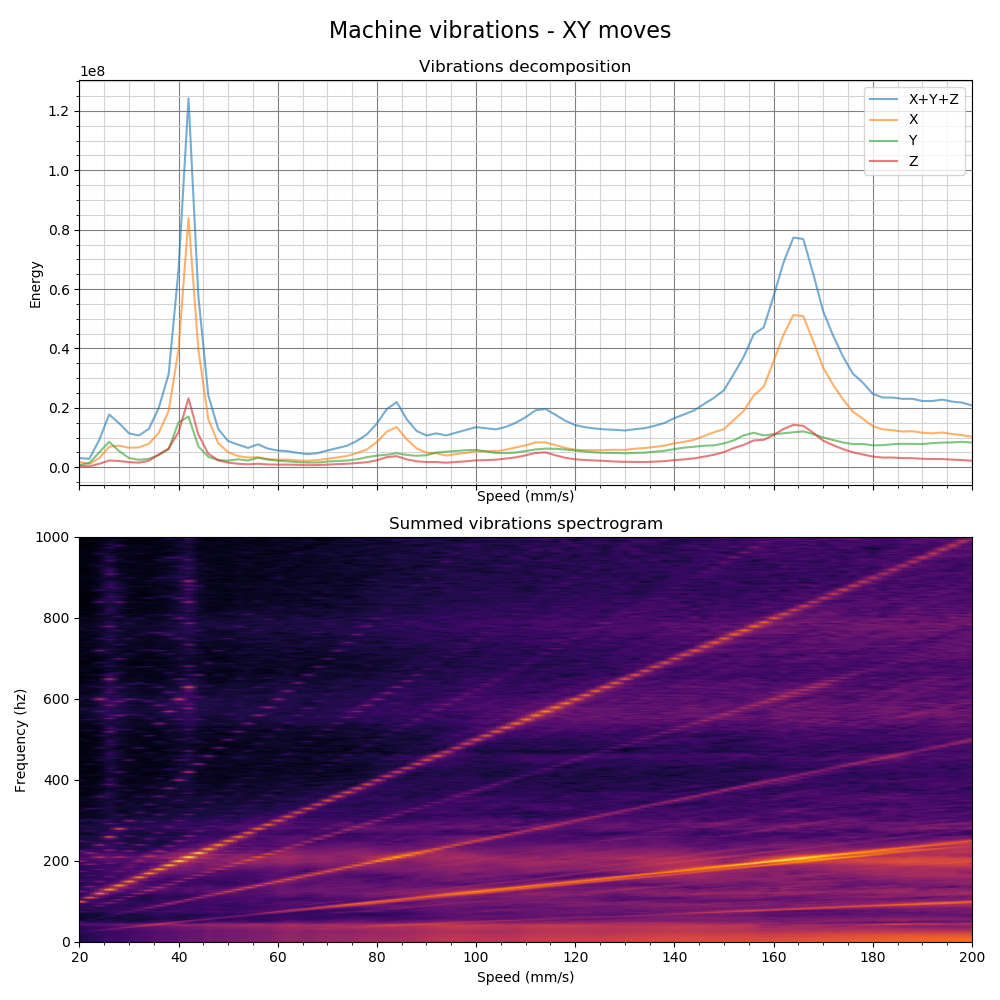 Machine vibrations - XY moves
Vibrations decomposition
1e8
1.2
1.0
0.8
0.6
0.4
0.2
0.0
Energy
X+Y+Z
X
Y
Z
Speed (mm/s)
Summed vibrations spectrogram
1000
800
600
400
200
0
Frequency (hz)
20 40 60 80 100 120 140 160 180 200
Speed (mm/s)